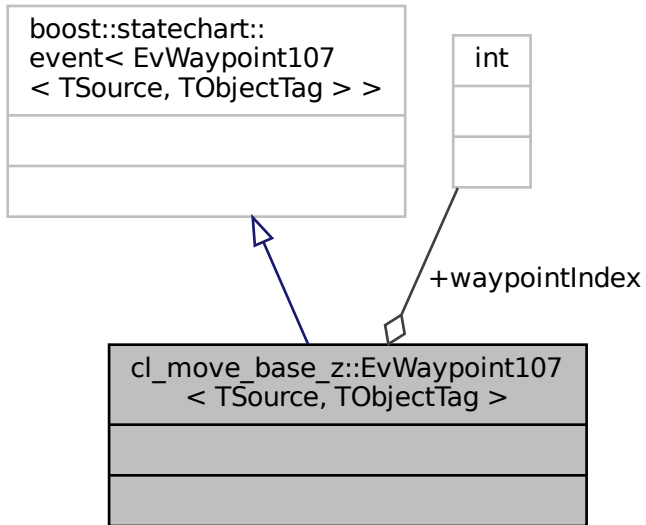 boost::statechart::
event< EvWaypoint107
< TSource, TObjectTag > >
int
+waypointIndex
cl_move_base_z::EvWaypoint107
< TSource, TObjectTag >